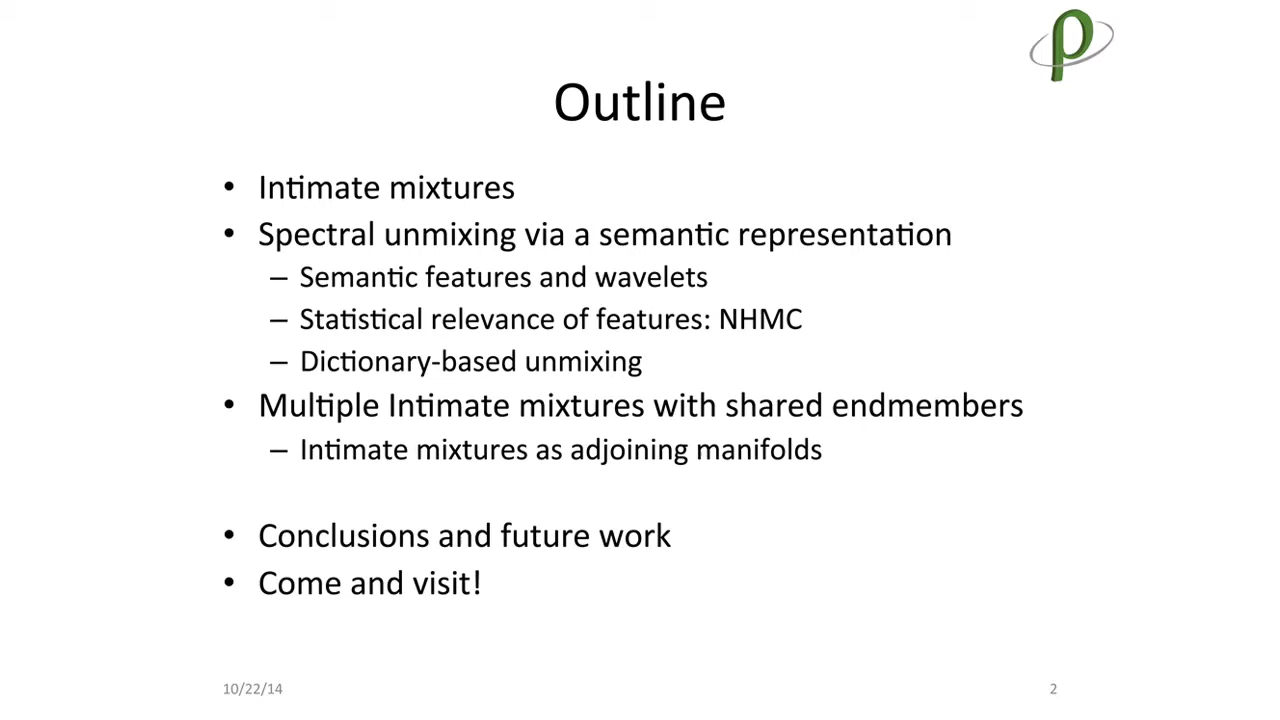 Outline
• Intimate mixtures
• Spectral unmixing via a semantic representation
– Semantic features and wavelets
– Statistical relevance of features: NHMC
– Dictionary-based unmixing
• Multiple Intimate mixtures with shared endmembers
– Intimate mixtures as adjoining manifolds
• Conclusions and future work
• Come and visit!
10/22/14
2